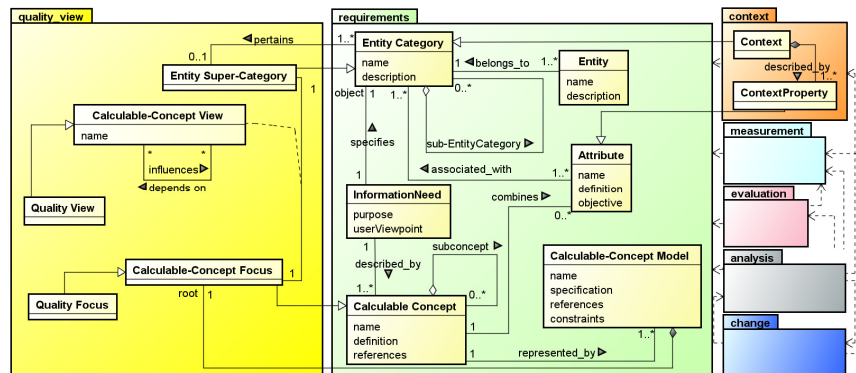 quality_view
requirements
context
pertains
0..1
1..*
Entity Category
name
description
Entity Super-Category
1
object
1
1..*
0..*
1
belongs_to
1..*
Entity
name
description
Context
described_by
1..*
ContextProperty
Calculable-Concept View
name
*
*
influences
depends on
Quality View
specifies
sub-EntityCategory
associated_with
1..*
Attribute
name
definition
objective
measurement
1
InformationNeed
purpose
userViewpoint
combines
0..*
evaluation
1
described_by
1..*
subconcept
0..*
Calculable-Concept Model
name
specification
references
constraints
analysis
Calculable-Concept Focus
1
root
1
Quality Focus
Calculable Concept
name
definition
references
1
1
represented_by
1..*
change